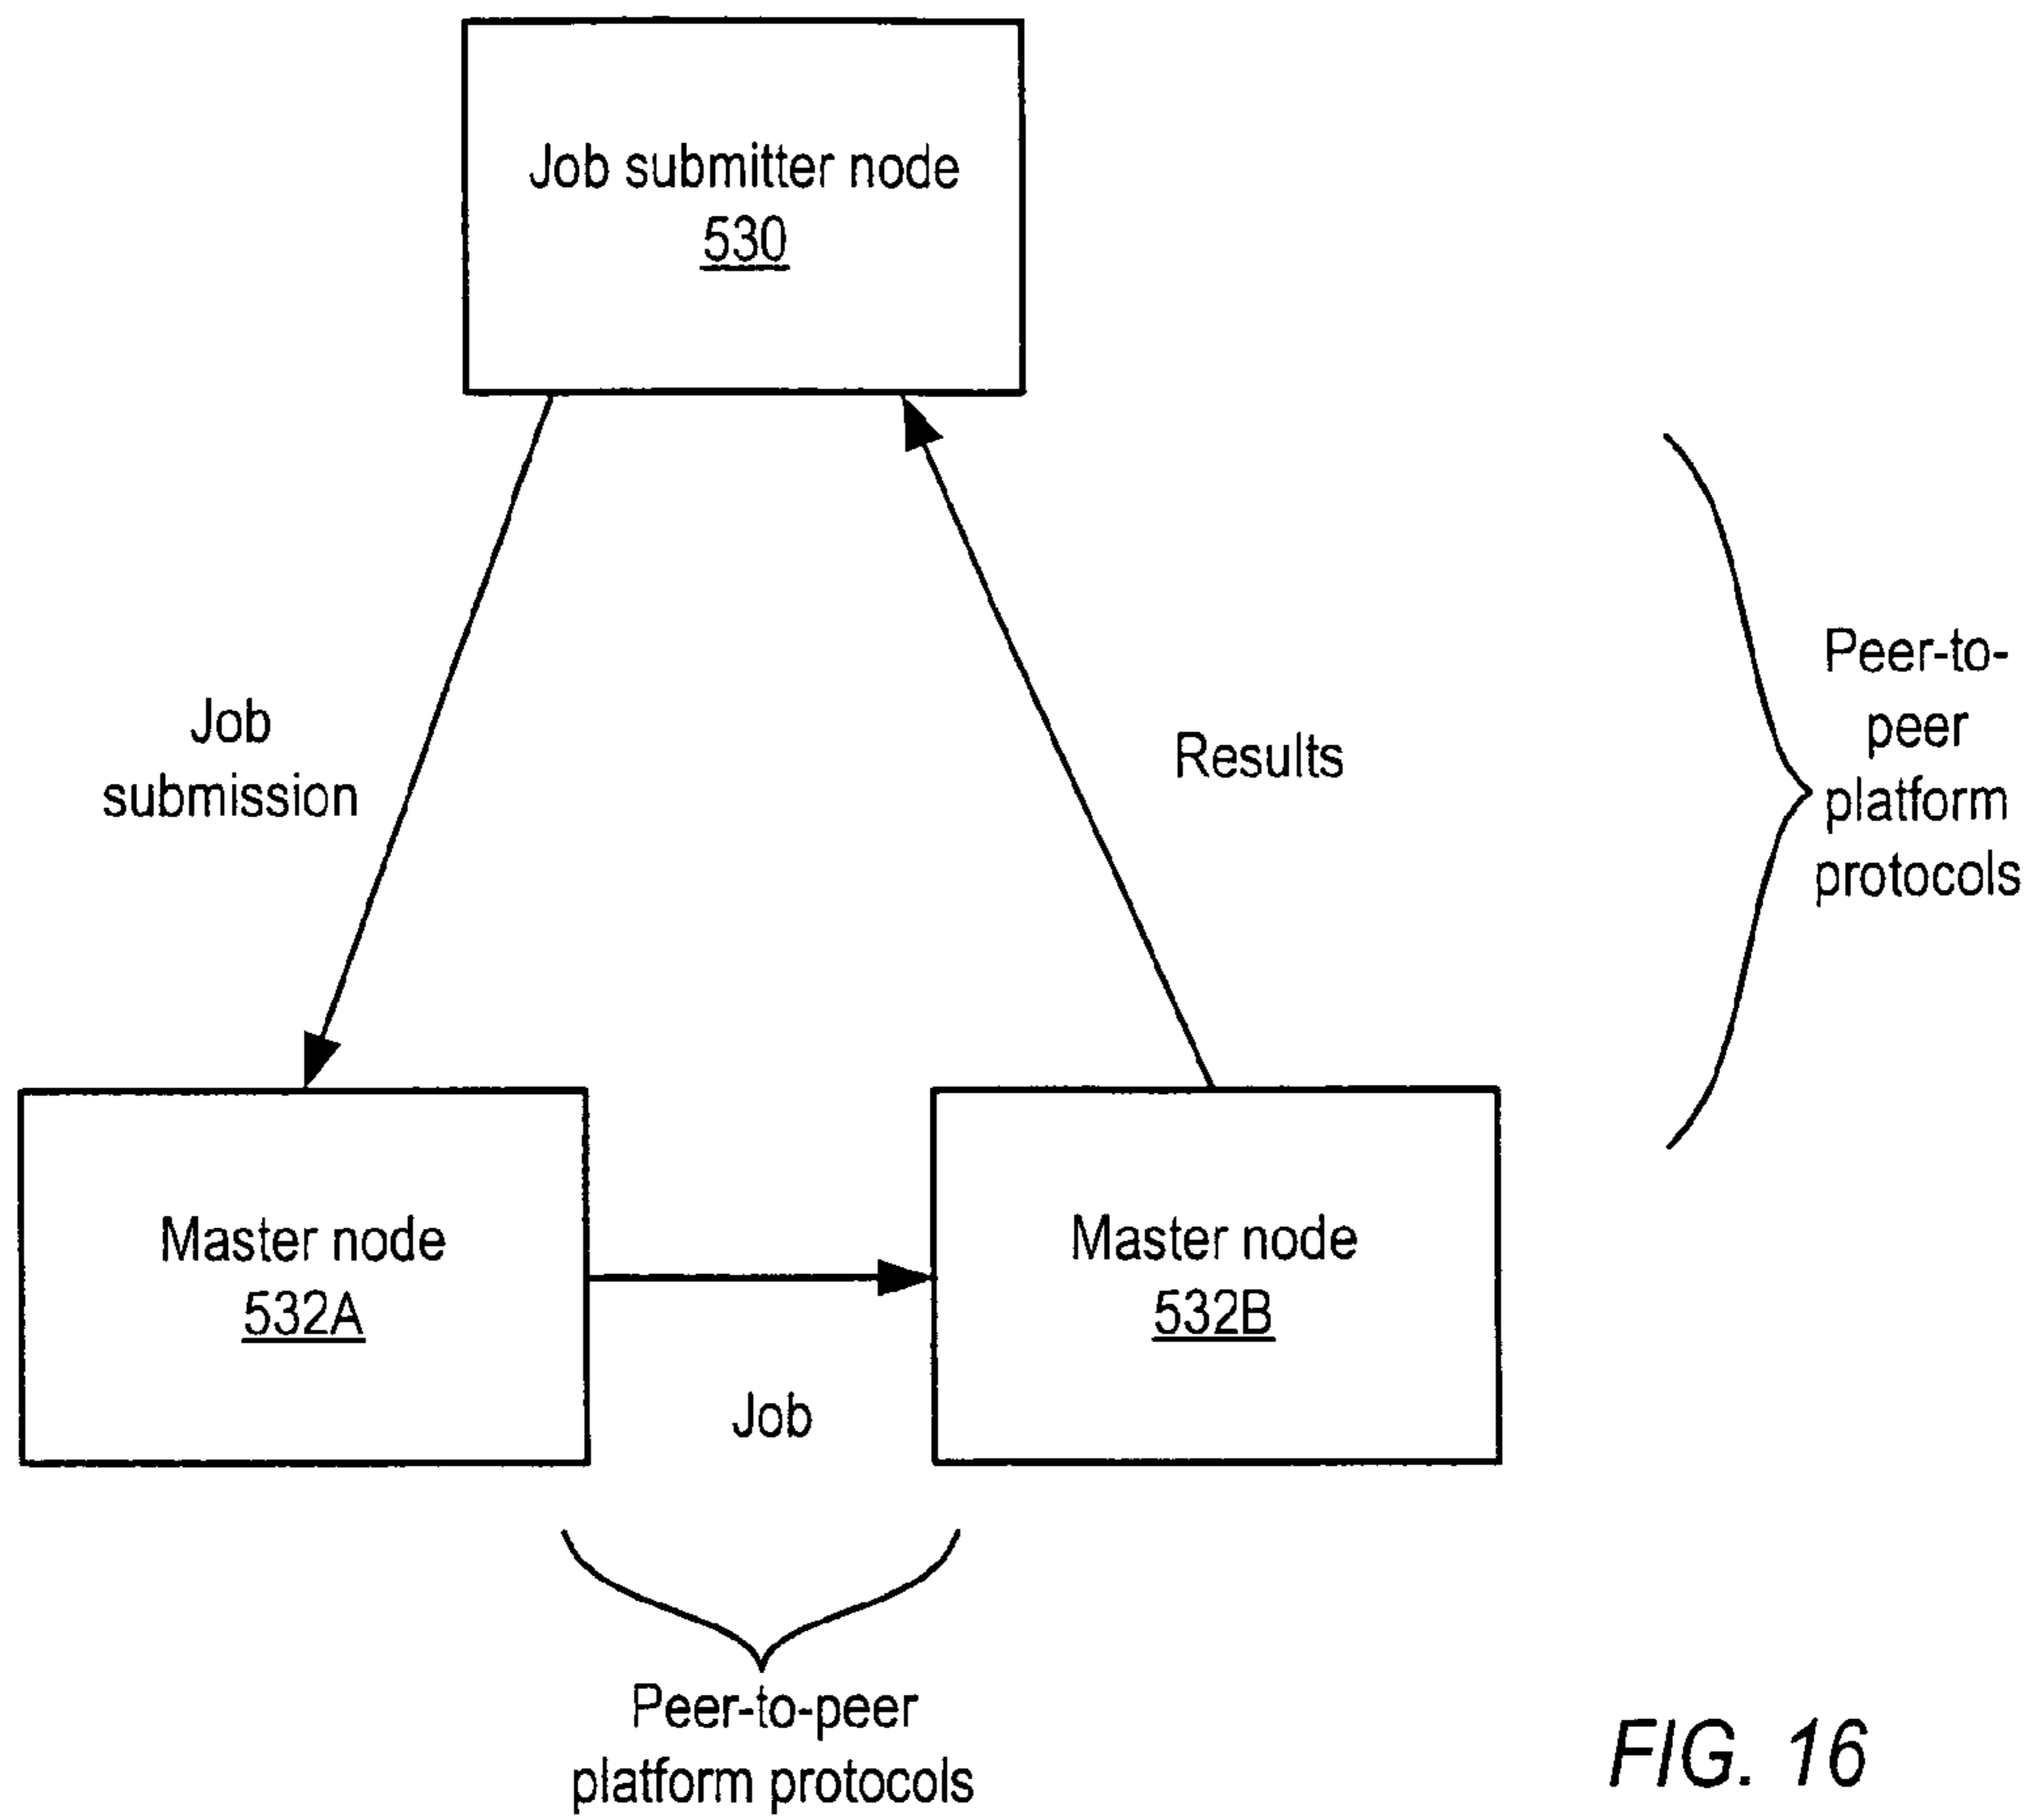 Job submitter node
530
Job
submission
Results
Peer-to-
peer
platform
protocols
Master node
532A
Job
Master node
532B
Peer-to-peer
platform protocols
FIG. 16